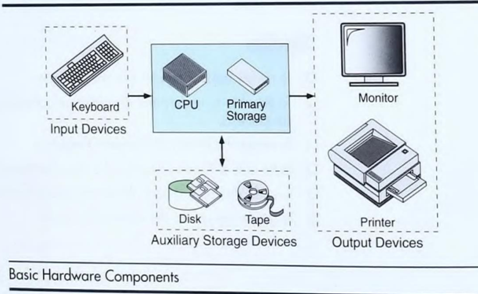 Keyboard
Input Devices
CPU
Primary
Storage
Monitor
Printer
Output Devices
Disk
Tape
Auxiliary Storage Devices
Basic Hardware Components